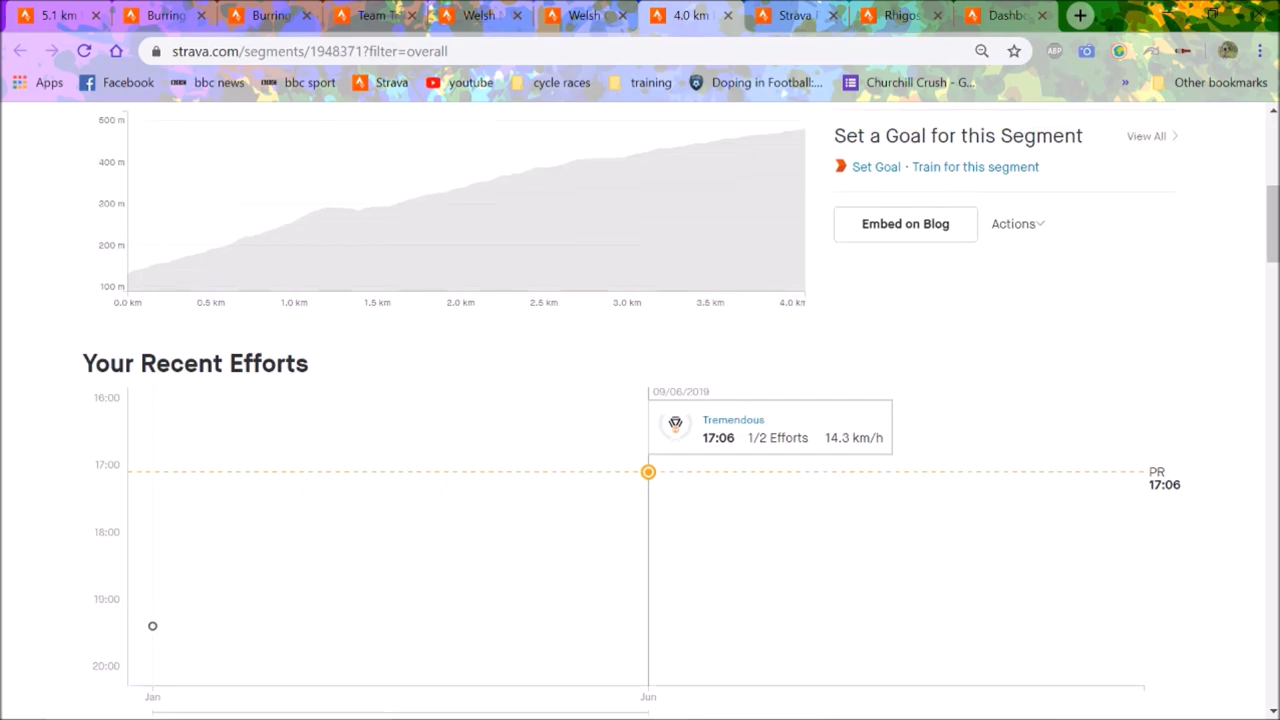 5.1 km
Burring
Burring
Team T
Welsh
Welsh
4.0 km
Strava
Rhigos
Dashbo
strava.com/segments/1948371?filter=overall
ABP
Apps
Facebook
BBC bbc news
BBC bbc sport
Strava
youtube
cycle races
training
Doping in Football:...
Churchill Crush - G...
»
Other bookmarks
500 m
400 m
300 m
200 m
100 m
0.0 km 0.5 km 1.0 km 1.5 km 2.0 km 2.5 km 3.0 km 3.5 km 4.0 km
Set a Goal for this Segment
View All
Set Goal · Train for this segment
Embed on Blog
Actions
Your Recent Efforts
16:00
17:00
18:00
19:00
20:00
09/06/2019
Tremendous
17:06 1/2 Efforts 14.3 km/h
PR
17:06
Jan Jun